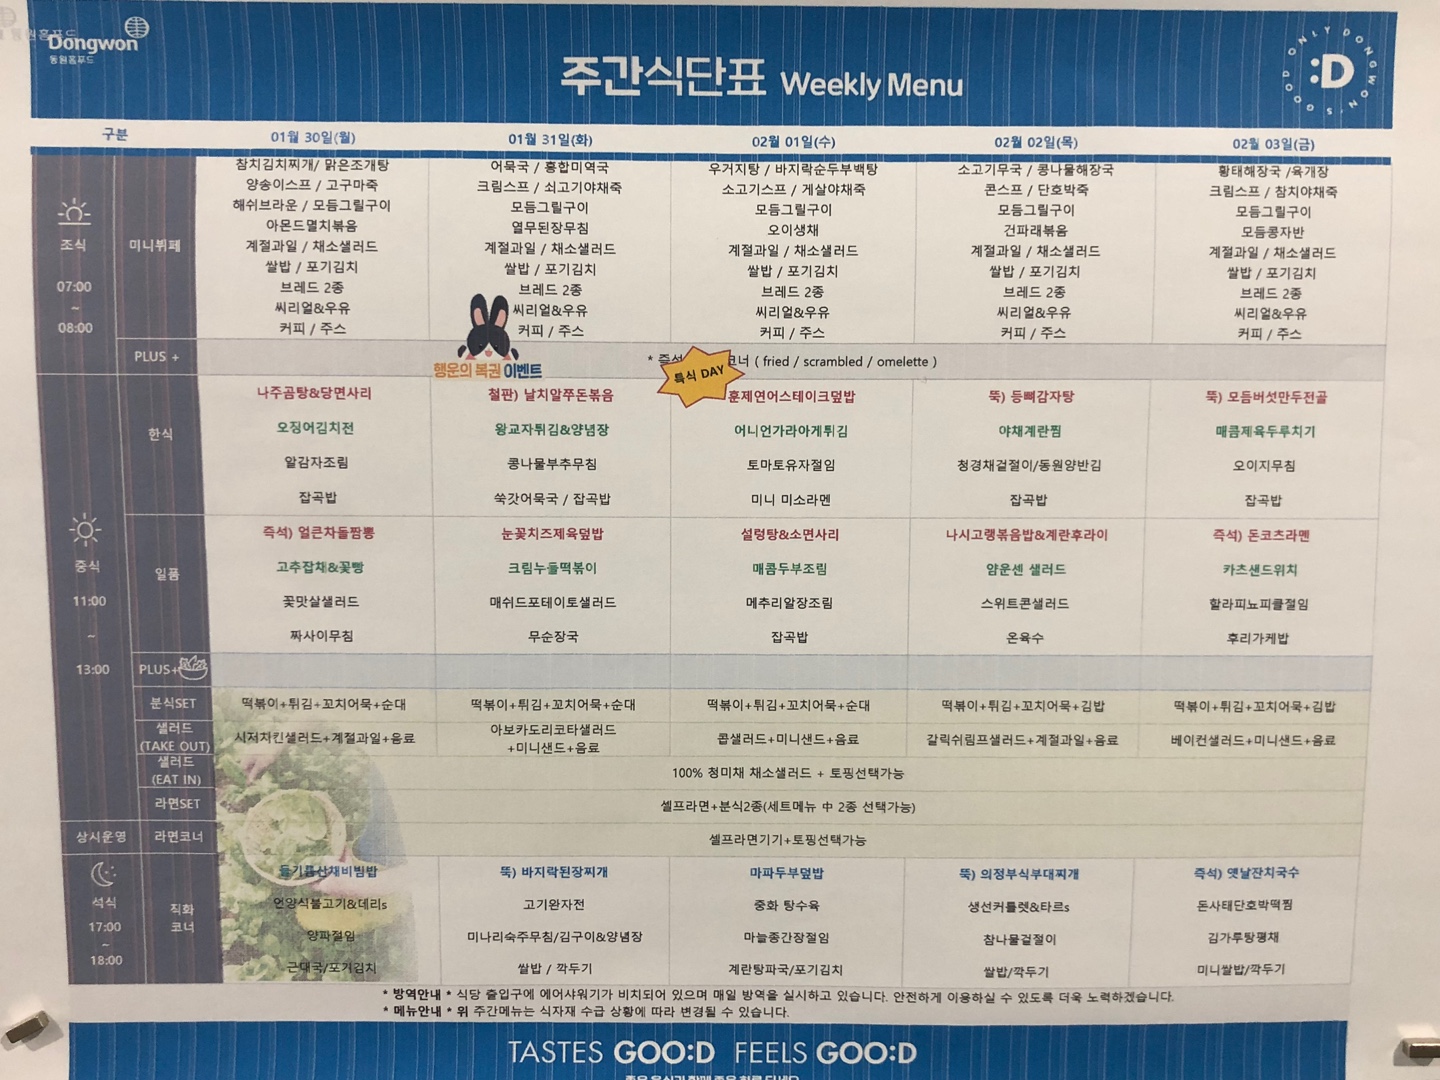 Dongwon
동원홈푸드
주간식단표 Weekly Menu
ONLY DONGWON'S GOOD
:D
구분 01월 30일(월) 01월 31일(화) 02월 01일(수) 02월 02일(목) 02월 03일(금)
조식
07:00
~
08:00
미니뷔페
참치김치찌개/ 맑은조개탕 어묵국 / 홍합미역국 우거지탕 / 바지락순두부백탕 소고기무국 / 콩나물해장국 황태해장국 /육개장
양송이스프 / 고구마죽 크림스프 / 쇠고기야채죽 소고기스프 / 게살야채죽 콘스프 / 단호박죽 크림스프 / 참치야채죽
해쉬브라운 / 모듬그릴구이 모듬그릴구이 모듬그릴구이 모듬그릴구이 모듬그릴구이
아몬드멸치볶음 열무된장무침 오이생채 건파래볶음 모듬콩자반
계절과일 / 채소샐러드 계절과일 / 채소샐러드 계절과일 / 채소샐러드 계절과일 / 채소샐러드 계절과일 / 채소샐러드
쌀밥 / 포기김치 쌀밥 / 포기김치 쌀밥 / 포기김치 쌀밥 / 포기김치 쌀밥 / 포기김치
브레드 2종 브레드 2종 브레드 2종 브레드 2종 브레드 2종
씨리얼&우유 씨리얼&우유 씨리얼&우유 씨리얼&우유 씨리얼&우유
커피 / 주스 커피 / 주스 커피 / 주스 커피 / 주스 커피 / 주스
PLUS + * 즉석 코너 ( fried / scrambled / omelette )
행운의 복권 이벤트
특식 DAY
중식
11:00
~
13:00
한식
나주곰탕&당면사리 철판) 날치알쭈돈볶음 훈제연어스테이크덮밥 뚝) 등뼈감자탕 뚝) 모듬버섯만두전골
오징어김치전 왕교자튀김&양념장 어니언가라아게튀김 야채계란찜 매콤제육두루치기
알감자조림 콩나물부추무침 토마토유자절임 청경채겉절이/동원양반김 오이지무침
잡곡밥 쑥갓어묵국 / 잡곡밥 미니 미소라멘 잡곡밥 잡곡밥
일품
즉석) 얼큰차돌짬뽕 눈꽃치즈제육덮밥 설렁탕&소면사리 나시고랭볶음밥&계란후라이 즉석) 돈코츠라멘
고추잡채&꽃빵 크림누들떡볶이 매콤두부조림 얌운센 샐러드 카츠샌드위치
꽃맛살샐러드 매쉬드포테이토샐러드 메추리알장조림 스위트콘샐러드 할라피뇨피클절임
짜사이무침 무순장국 잡곡밥 온육수 후리가케밥
PLUS+
분식SET 떡볶이+튀김+꼬치어묵+순대 떡볶이+튀김+꼬치어묵+순대 떡볶이+튀김+꼬치어묵+순대 떡볶이+튀김+꼬치어묵+김밥 떡볶이+튀김+꼬치어묵+김밥
샐러드
(TAKE OUT)
시저치킨샐러드+계절과일+음료 아보카도리코타샐러드
+미니샌드+음료
콥샐러드+미니샌드+음료 갈릭쉬림프샐러드+계절과일+음료 베이컨샐러드+미니샌드+음료
샐러드
(EAT IN)
100% 청미채 채소샐러드 + 토핑선택가능
라면SET 셀프라면+분식2종(세트메뉴 中 2종 선택가능)
상시운영 라면코너 셀프라면기기+토핑선택가능
석식
17:00
~
18:00
직화
코너
들기름산채비빔밥 뚝) 바지락된장찌개 마파두부덮밥 뚝) 의정부식부대찌개 즉석) 옛날잔치국수
언양식불고기&데리s 고기완자전 중화 탕수육 생선커틀렛&타르s 돈사태단호박떡찜
양파절임 미나리숙주무침/김구이&양념장 마늘쫑간장절임 참나물겉절이 김가루탕평채
근대국/포기김치 쌀밥 / 깍두기 계란탕파국/포기김치 쌀밥/깍두기 미니쌀밥/깍두기
* 방역안내 * 식당 출입구에 에어샤워기가 비치되어 있으며 매일 방역을 실시하고 있습니다. 안전하게 이용하실 수 있도록 더욱 노력하겠습니다.
* 메뉴안내 * 위 주간메뉴는 식자재 수급 상황에 따라 변경될 수 있습니다.
TASTES GOO:D FEELS GOO:D